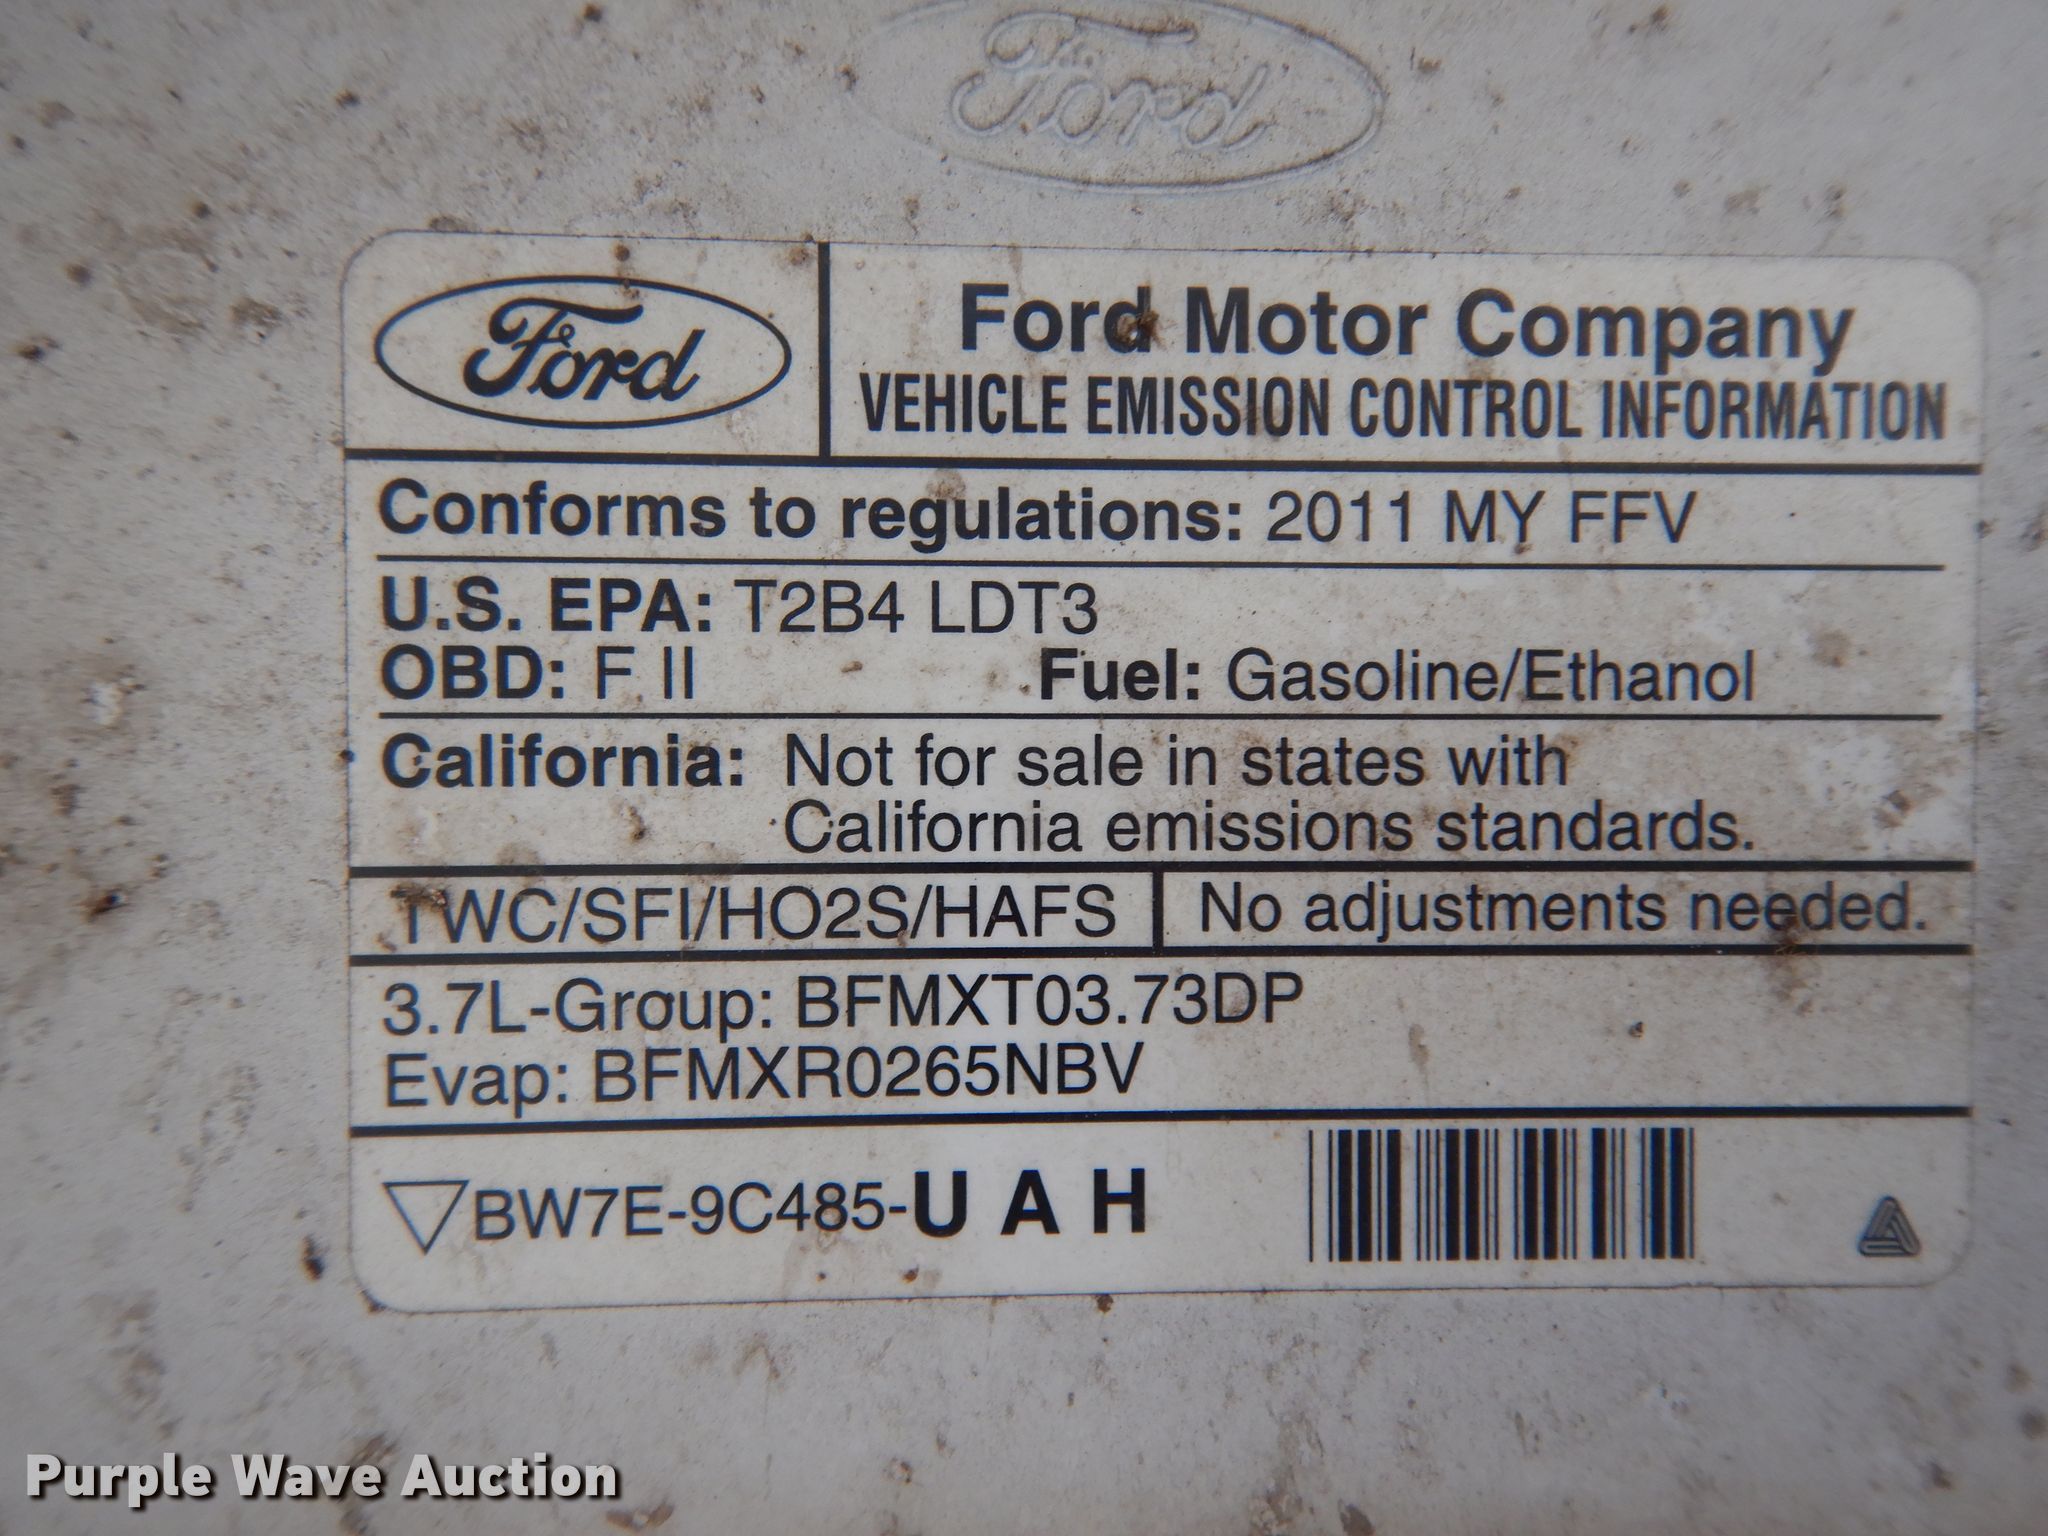 Ford
Ford
Ford Motor Company
VEHICLE EMISSION CONTROL INFORMATION
Conforms to regulations: 2011 MY FFV
U.S. EPA: T2B4 LDT3
OBD: F II Fuel: Gasoline/Ethanol
California: Not for sale in states with
California emissions standards.
TWC/SFI/HO2S/HAFS No adjustments needed.
3.7L-Group: BFMXT03.73DP
Evap: BFMXR0265NBV
BW7E-9C485-U A H
Purple Wave Auction